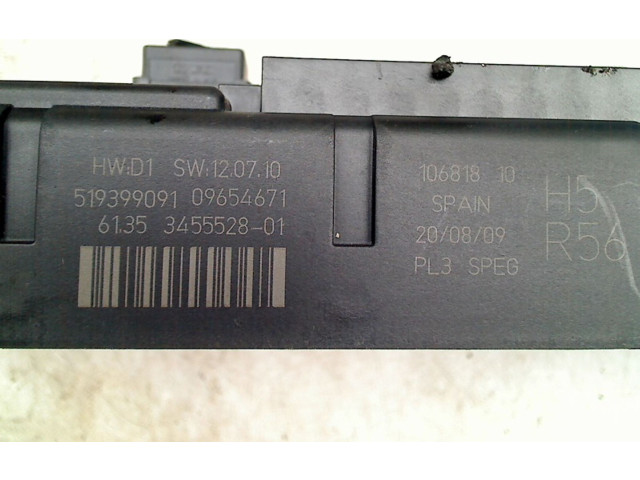 HW:D1 SW:12.07.10
519399091 09654671
61.35 3455528-01
106818 10
SPAIN
20/08/09
PL3 SPEG
H5
R56